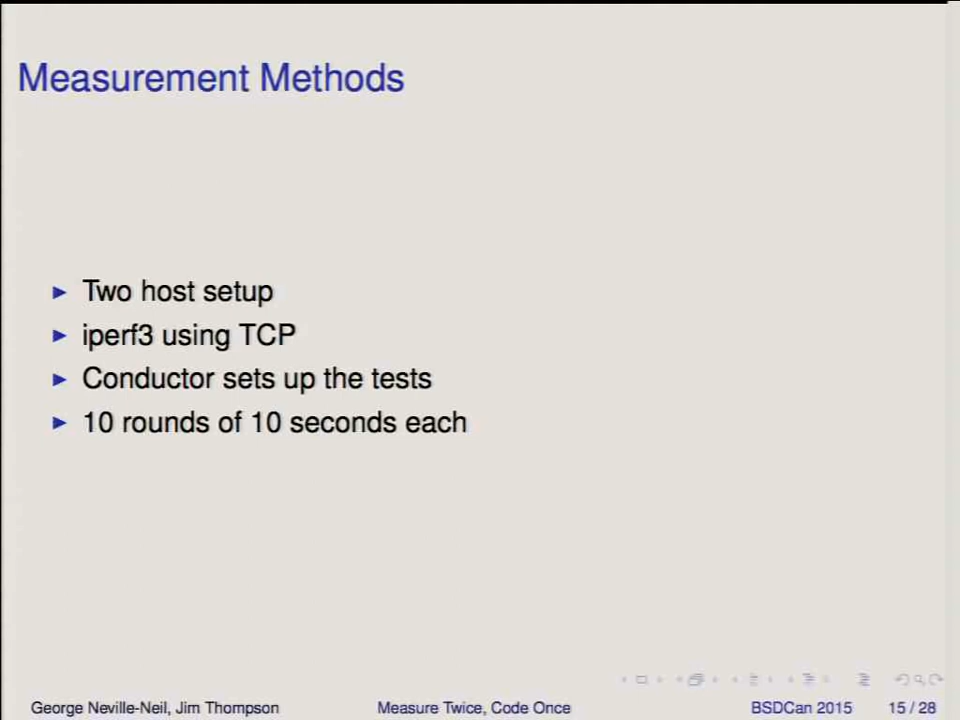 Measurement Methods
Two host setup
iperf3 using TCP
Conductor sets up the tests
10 rounds of 10 seconds each
George Neville-Neil, Jim Thompson
Measure Twice, Code Once
BSDCan 2015
15 / 28